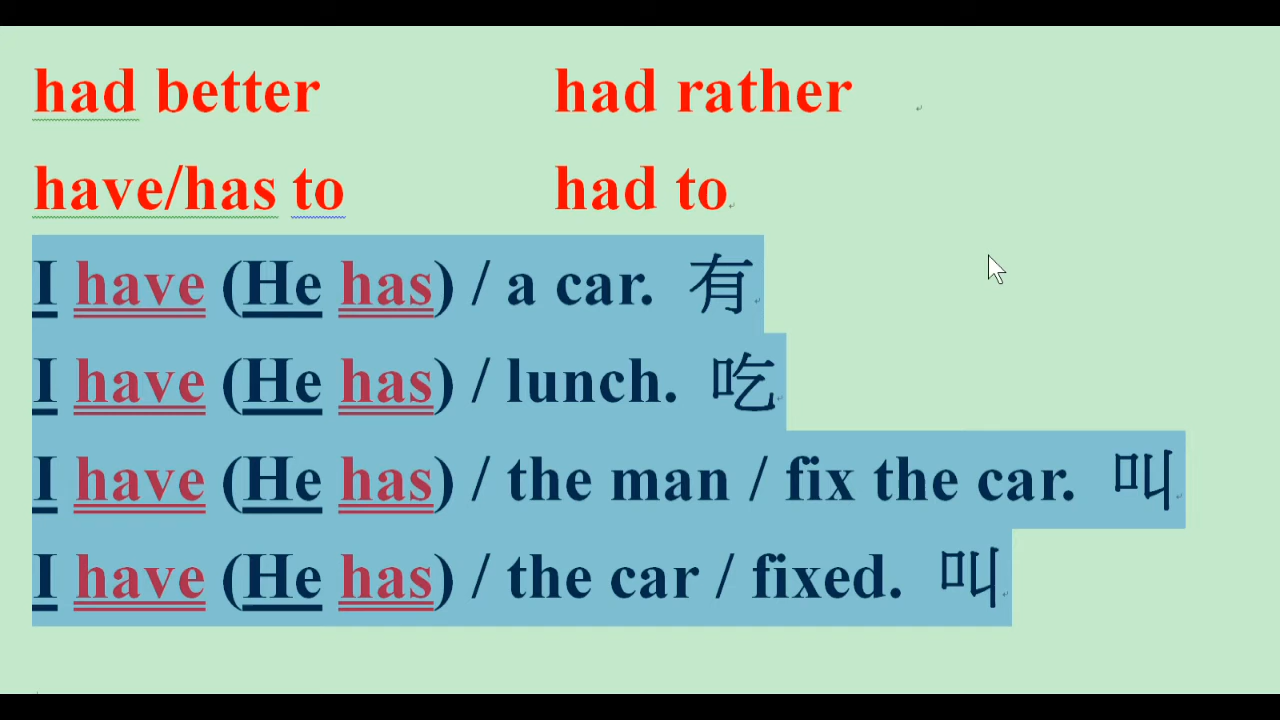 had better had rather
have/has to had to
I have (He has) / a car. 有
I have (He has) / lunch. 吃
I have (He has) / the man / fix the car. 叫
I have (He has) / the car / fixed. 叫